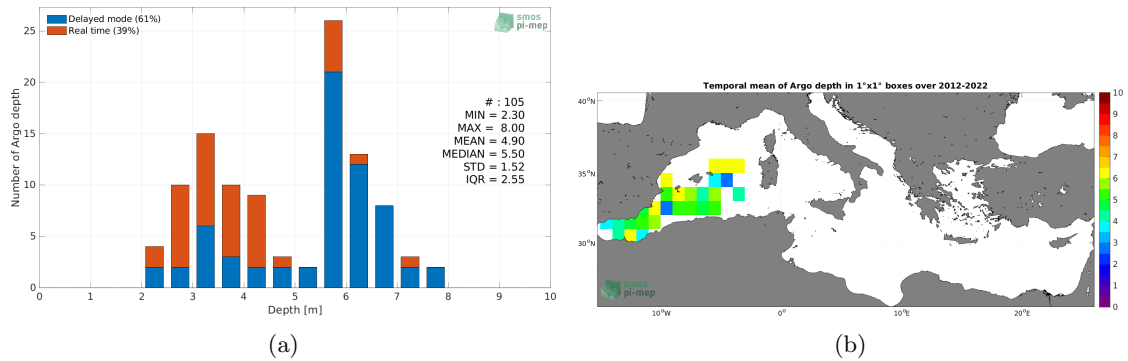 Delayed mode (61%)
Real time (39%)
smos
pi-mep
25
20
15
10
5
0
Number of Argo depth
# : 105
MIN = 2.30
MAX = 8.00
MEAN = 4.90
MEDIAN = 5.50
STD = 1.52
IQR = 2.55
0 1 2 3 4 5 6 7 8 9 10
Depth [m]
(a)
Temporal mean of Argo depth in 1°x1° boxes over 2012-2022
40°N
35°N
30°N
10°W 0° 10°E 20°E
smos
pi-mep
10
9
8
7
6
5
4
3
2
1
0
(b)